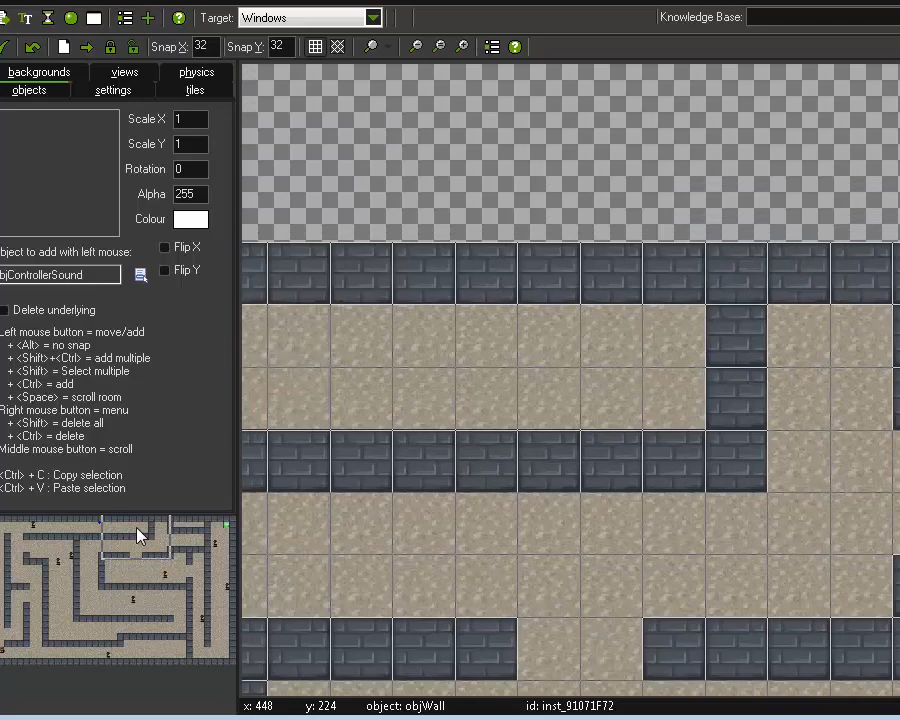 Target: Windows Knowledge Base:
Snap X: 32 Snap Y: 32
backgrounds views physics
objects settings tiles
Scale X 1
Scale Y 1
Rotation 0
Alpha 255
Colour
bject to add with left mouse:
Flip X
bjControllerSound
Flip Y
Delete underlying
Left mouse button = move/add
+ <Alt> = no snap
+ <Shift>+<Ctrl> = add multiple
+ <Shift> = Select multiple
+ <Ctrl> = add
+ <Space> = scroll room
Right mouse button = menu
+ <Shift> = delete all
+ <Ctrl> = delete
Middle mouse button = scroll
<Ctrl> + C : Copy selection
<Ctrl> + V : Paste selection
x: 448 y: 224 object: objWall id: inst_91071F72